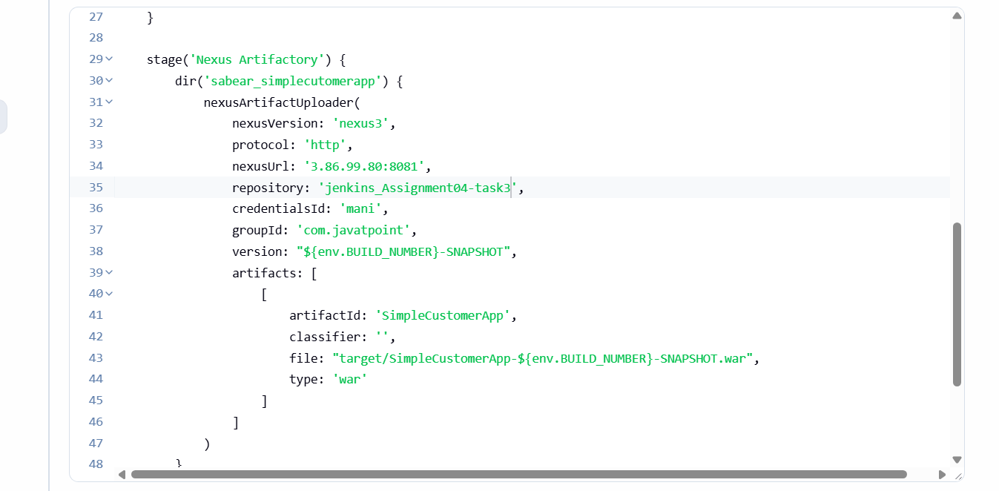 27 }
28
29 stage('Nexus Artifactory') {
30 dir('sabear_simplecutomerapp') {
31 nexusArtifactUploader(
32 nexusVersion: 'nexus3',
33 protocol: 'http',
34 nexusUrl: '3.86.99.80:8081',
35 repository: 'jenkins_Assignment04-task3',
36 credentialsId: 'mani',
37 groupId: 'com.javatpoint',
38 version: "${env.BUILD_NUMBER}-SNAPSHOT",
39 artifacts: [
40 [
41 artifactId: 'SimpleCustomerApp',
42 classifier: '',
43 file: "target/SimpleCustomerApp-${env.BUILD_NUMBER}-SNAPSHOT.war",
44 type: 'war'
45 ]
46 ]
47 )
48 }